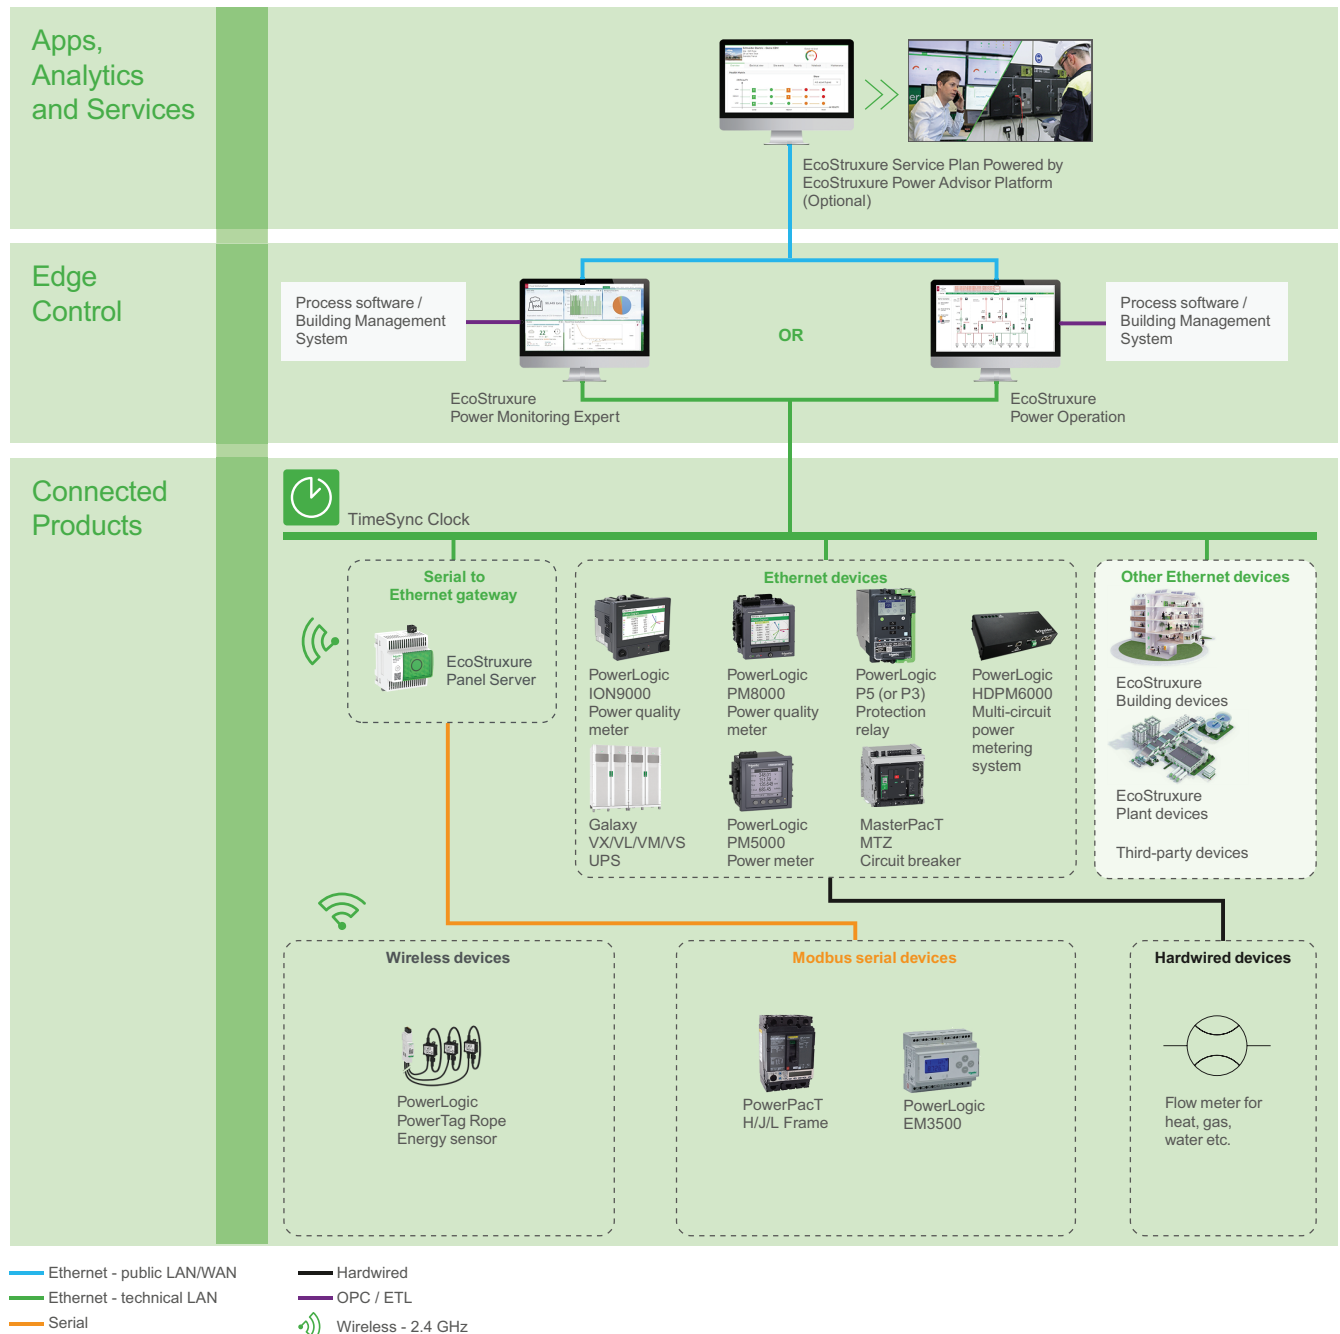 Apps,
Analytics
and Services
EcoStruxure Service Plan Powered by
EcoStruxure Power Advisor Platform
(Optional)
Edge
Control
Process software /
Building Management
System
OR
Process software /
Building Management
System
EcoStruxure
Power Monitoring Expert
EcoStruxure
Power Operation
Connected
Products
TimeSync Clock
Serial to
Ethernet gateway
EcoStruxure
Panel Server
Ethernet devices
PowerLogic
ION9000
Power quality
meter
PowerLogic
PM8000
Power quality
meter
PowerLogic
P5 (or P3)
Protection
relay
PowerLogic
HDPM6000
Multi-circuit
power
metering
system
Galaxy
VX/VL/VM/VS
UPS
PowerLogic
PM5000
Power meter
MasterPacT
MTZ
Circuit breaker
Other Ethernet devices
EcoStruxure
Building devices
EcoStruxure
Plant devices
Third-party devices
Wireless devices
PowerLogic
PowerTag Rope
Energy sensor
Modbus serial devices
PowerPacT
H/J/L Frame
PowerLogic
EM3500
Hardwired devices
Flow meter for
heat, gas,
water etc.
Ethernet - public LAN/WAN
Ethernet - technical LAN
Serial
Hardwired
OPC / ETL
Wireless - 2.4 GHz